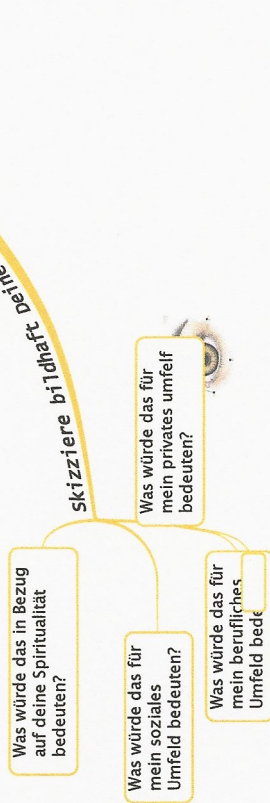 skizziere bildhaft Deine
Was würde das in Bezug
auf deine Spiritualität
bedeuten?
Was würde das für
mein soziales
Umfeld bedeuten?
Was würde das für
mein privates umfelf
bedeuten?
Was würde das für
mein berufliches
Umfeld bede